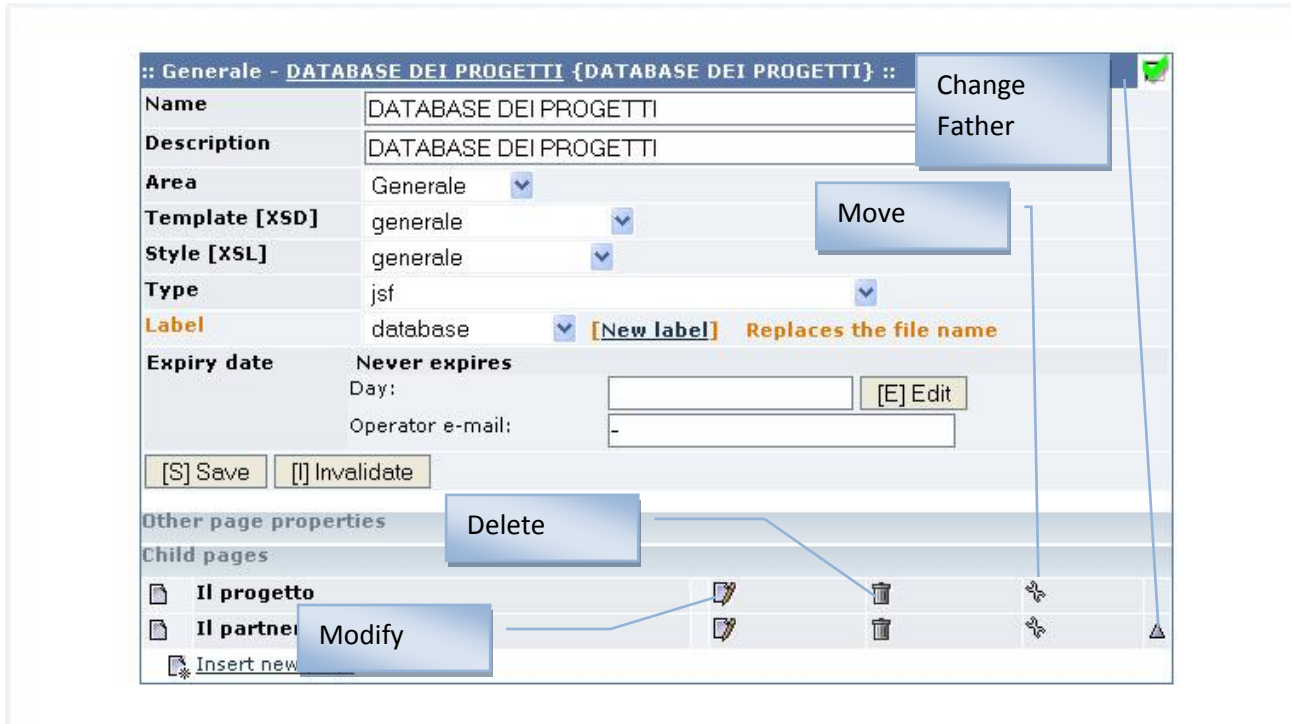 :: Generale - DATABASE DEI PROGETTI {DATABASE DEI PROGETTI} ::
Change
Father
Name DATABASE DEI PROGETTI
Description DATABASE DEI PROGETTI
Area Generale
Move
Template [XSD] generale
Style [XSL] generale
Type jsf
Label database [New label] Replaces the file name
Expiry date Never expires
Day: [E] Edit
Operator e-mail: -
[S] Save [I] Invalidate
Other page properties
Delete
Child pages
Il progetto
Il partner
Modify
Insert new